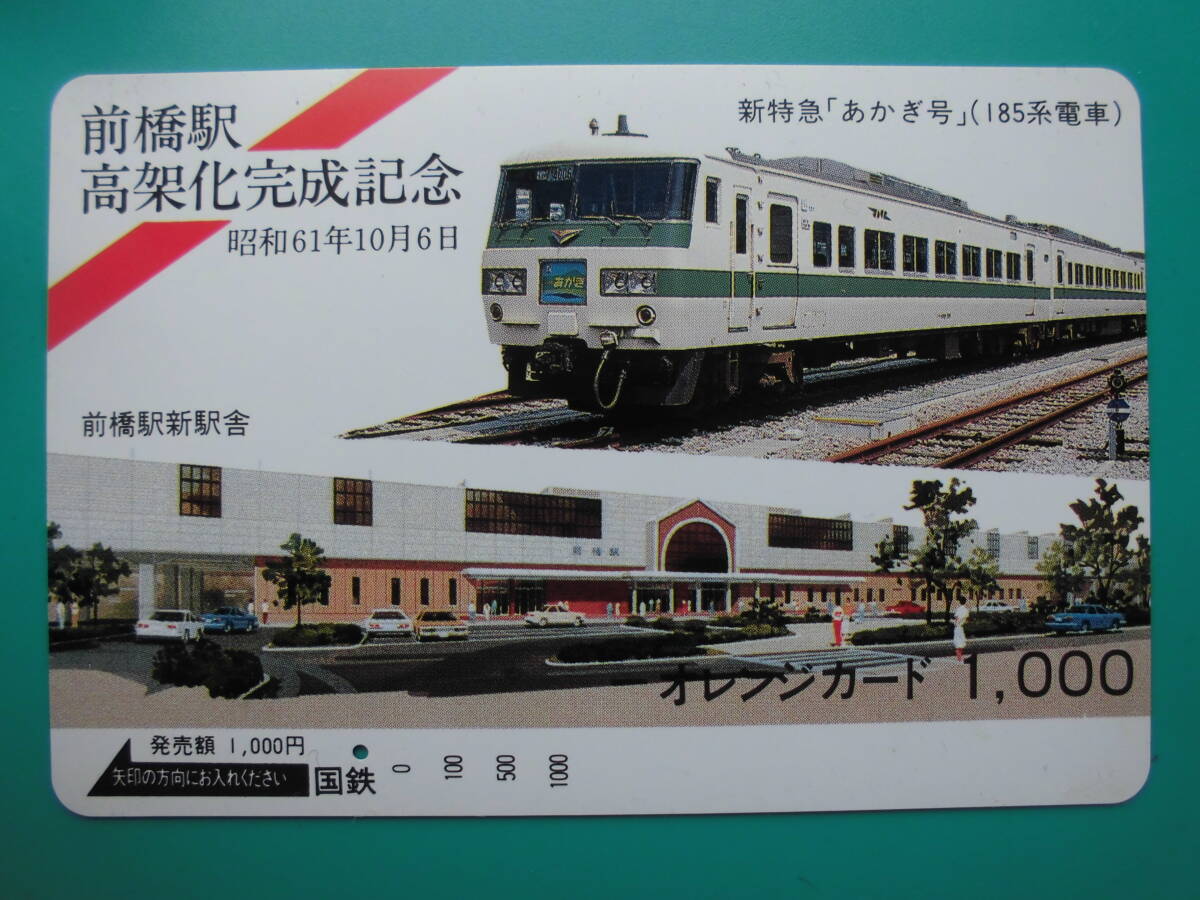 前橋駅
高架化完成記念
昭和61年10月6日
新特急「あかぎ号」(185系電車)
あかぎ
前橋駅新駅舎
前橋駅
オレンジカード 1,000
発売額 1,000円
矢印の方向にお入れください
国鉄
0
100
500
1000